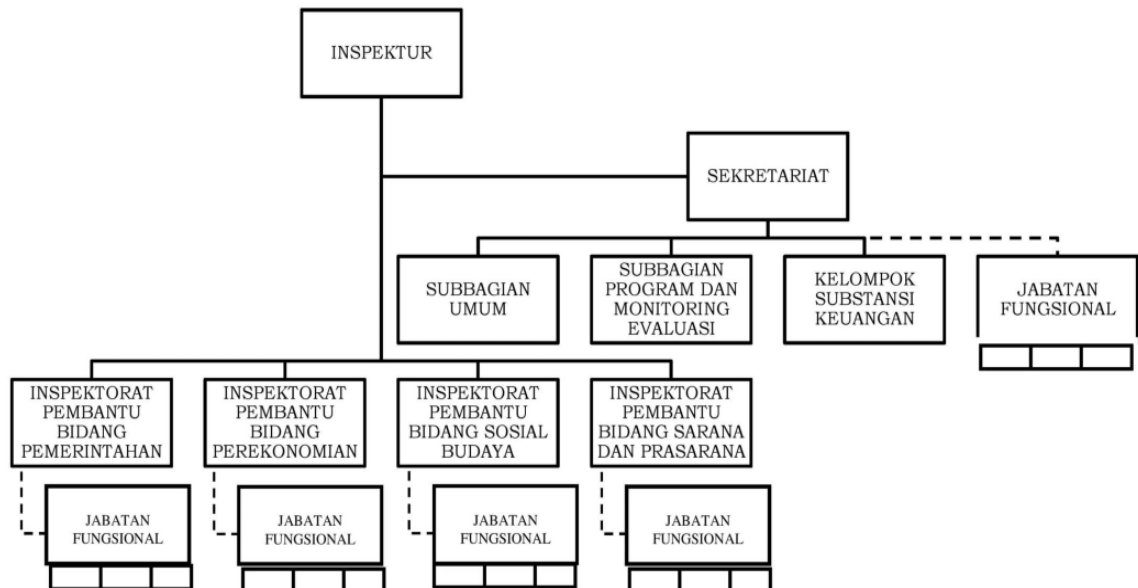 INSPEKTUR
SEKRETARIAT
SUBBAGIAN
UMUM
SUBBAGIAN
PROGRAM DAN
MONITORING
EVALUASI
KELOMPOK
SUBSTANSI
KEUANGAN
JABATAN
FUNGSIONAL
INSPEKTORAT
PEMBANTU
BIDANG
PEMERINTAHAN
INSPEKTORAT
PEMBANTU
BIDANG
PEREKONOMIAN
INSPEKTORAT
PEMBANTU
BIDANG SOSIAL
BUDAYA
INSPEKTORAT
PEMBANTU
BIDANG SARANA
DAN PRASARANA
JABATAN
FUNGSIONAL
JABATAN
FUNGSIONAL
JABATAN
FUNGSIONAL
JABATAN
FUNGSIONAL